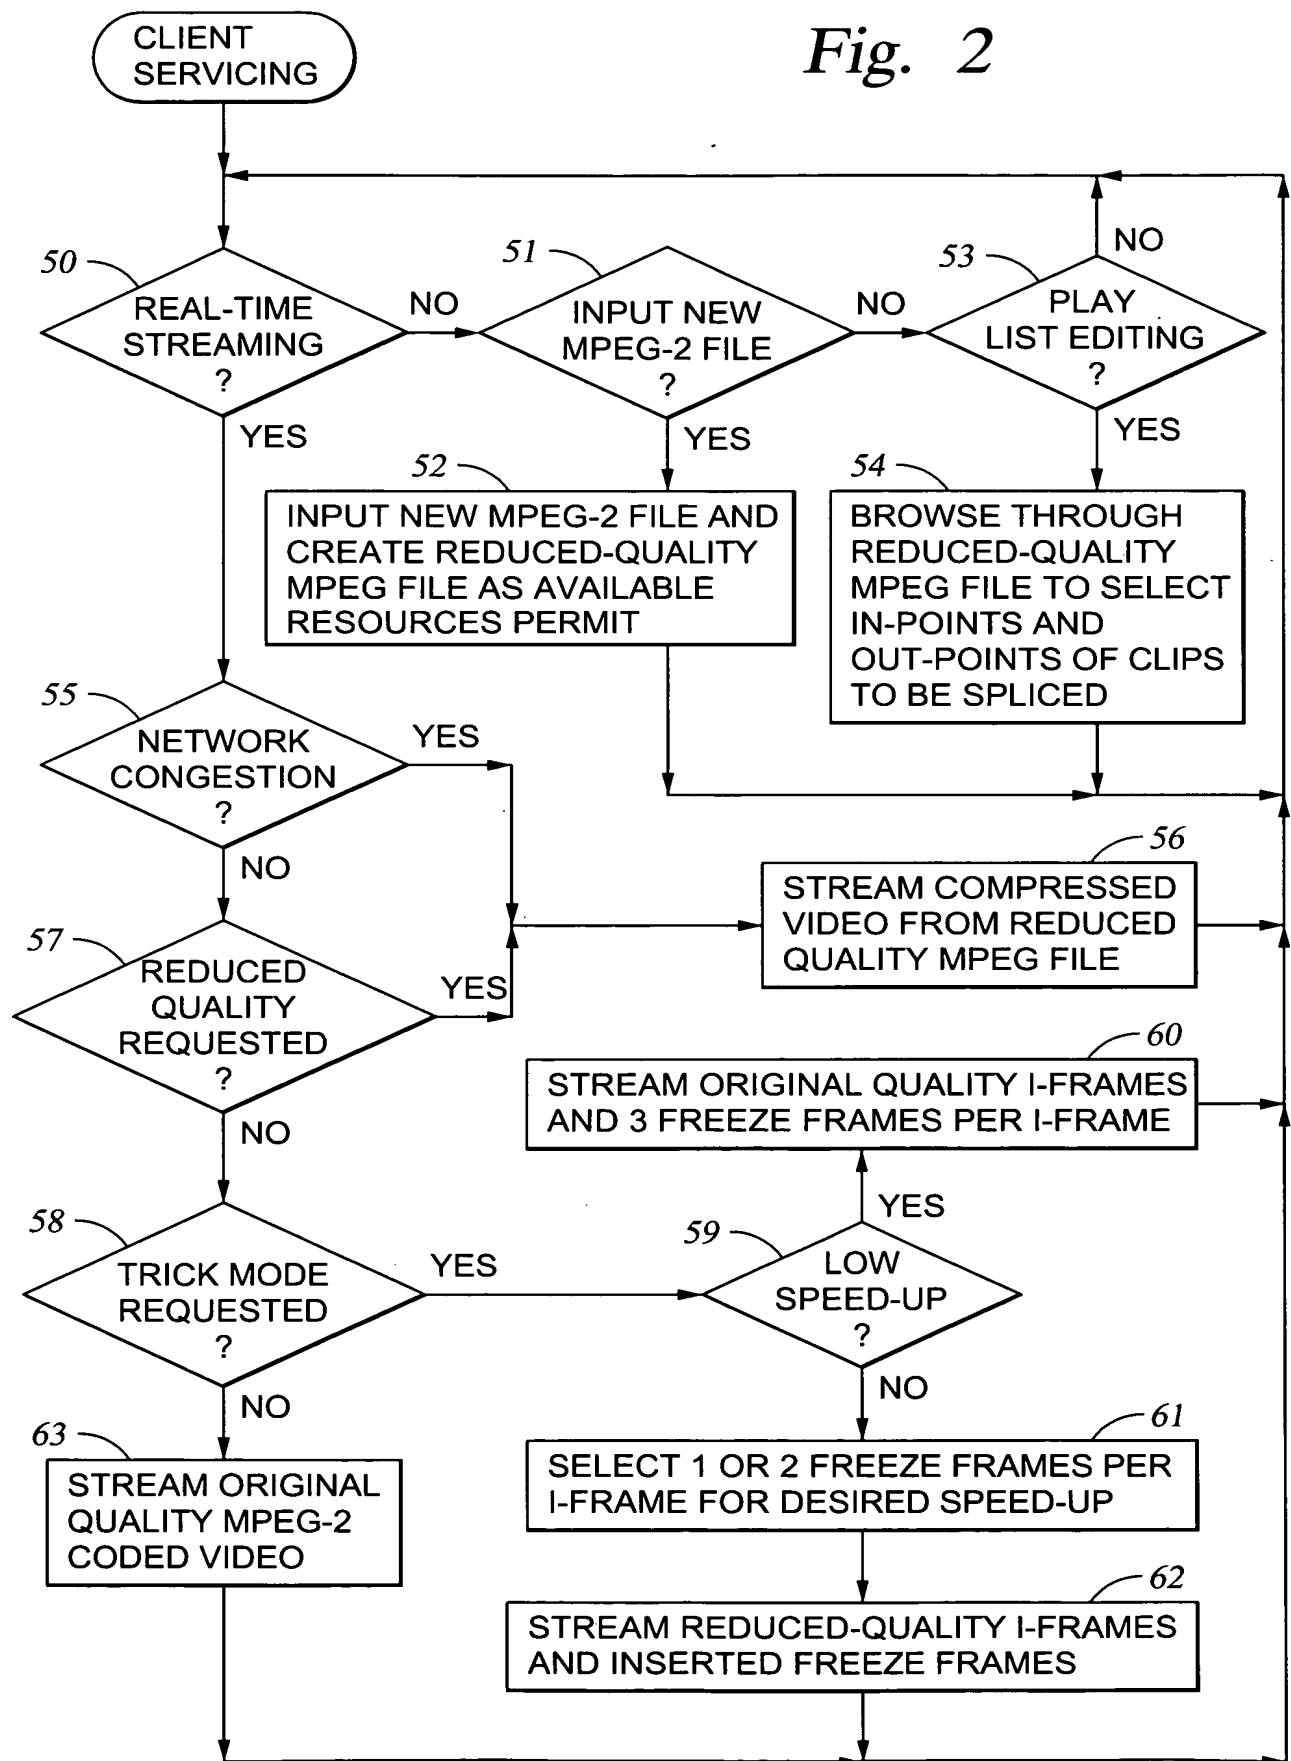 CLIENT
SERVICING
Fig. 2
50
REAL-TIME
STREAMING
?
NO
YES
51
INPUT NEW
MPEG-2 FILE
?
NO
YES
53
NO
PLAY
LIST EDITING
?
YES
52
INPUT NEW MPEG-2 FILE AND
CREATE REDUCED-QUALITY
MPEG FILE AS AVAILABLE
RESOURCES PERMIT
54
BROWSE THROUGH
REDUCED-QUALITY
MPEG FILE TO SELECT
IN-POINTS AND
OUT-POINTS OF CLIPS
TO BE SPLICED
55
NETWORK
CONGESTION
?
YES
NO
56
STREAM COMPRESSED
VIDEO FROM REDUCED
QUALITY MPEG FILE
57
REDUCED
QUALITY
REQUESTED
?
YES
NO
60
STREAM ORIGINAL QUALITY I-FRAMES
AND 3 FREEZE FRAMES PER I-FRAME
58
TRICK MODE
REQUESTED
?
YES
NO
59
YES
LOW
SPEED-UP
?
NO
63
STREAM ORIGINAL
QUALITY MPEG-2
CODED VIDEO
61
SELECT 1 OR 2 FREEZE FRAMES PER
I-FRAME FOR DESIRED SPEED-UP
62
STREAM REDUCED-QUALITY I-FRAMES
AND INSERTED FREEZE FRAMES